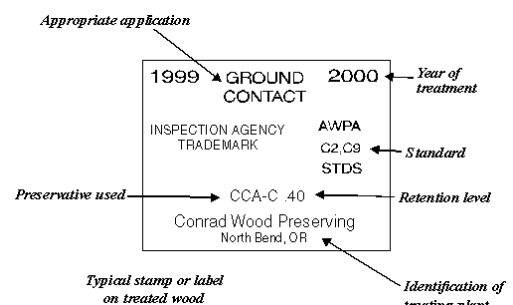 Appropriate application
1999 GROUND 2000
CONTACT
Year of
treatment
INSPECTION AGENCY
TRADEMARK
AWPA
C2,C9
STDS
Standard
Preservative used
CCA-C .40
Retention level
Conrad Wood Preserving
North Bend, OR
Typical stamp or label
on treated wood
Identification of
treating plant